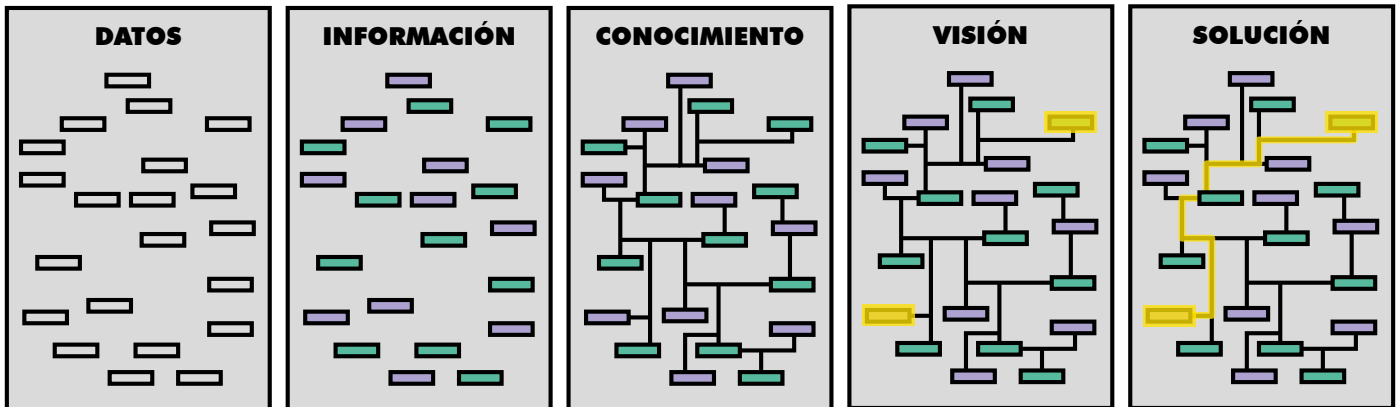 DATOS
INFORMACIÓN
CONOCIMIENTO
VISIÓN
SOLUCIÓN